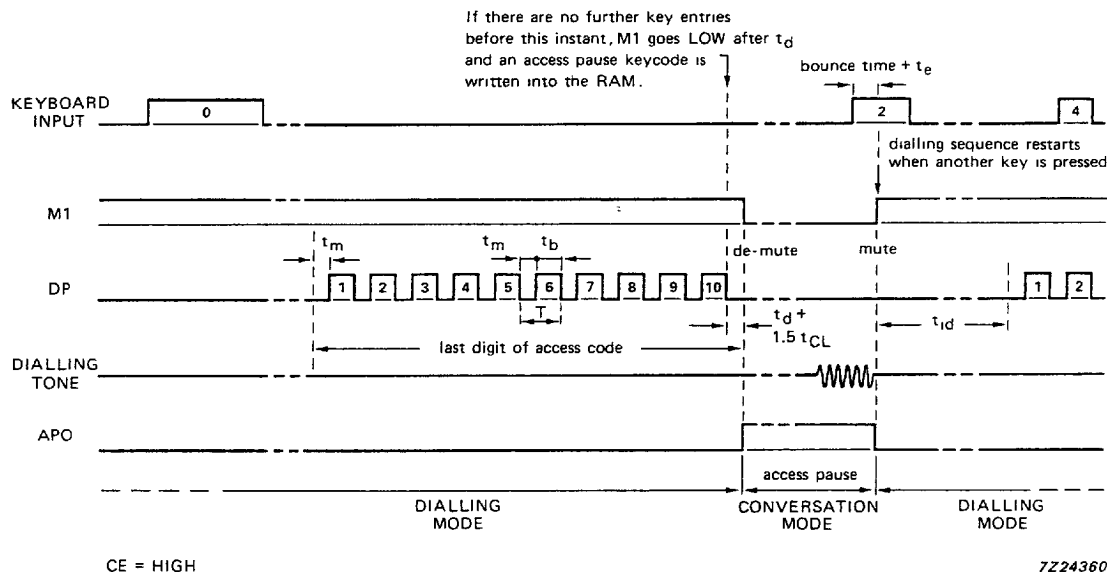 If there are no further key entries
before this instant, M1 goes LOW after td
and an access pause keycode is
written into the RAM.
bounce time + te
KEYBOARD
INPUT
0
2
4
dialling sequence restarts
when another key is pressed
M1
tm
tm
tb
de-mute
mute
DP
1 2 3 4 5 6 7 8 9 10
1 2
T
td +
1.5 tCL
tid
last digit of access code
DIALLING
TONE
APO
access pause
DIALLING
MODE
CONVERSATION
MODE
DIALLING
MODE
CE = HIGH
7Z24360